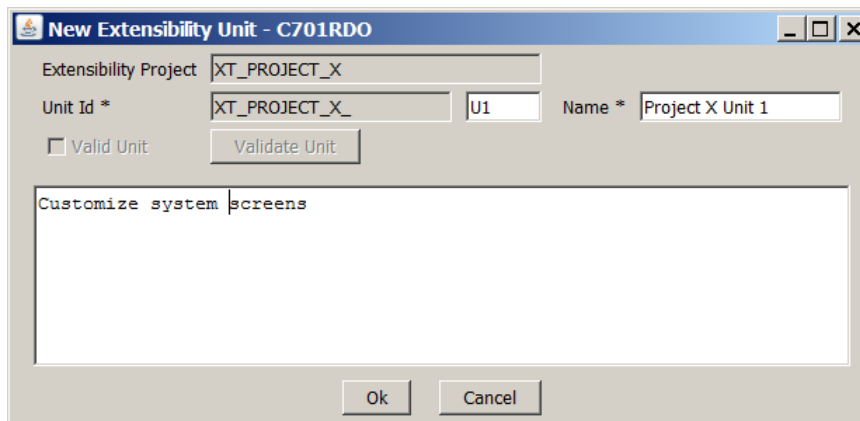 New Extensibility Unit - C701RDO
Extensibility Project XT_PROJECT_X
Unit Id * XT_PROJECT_X_ U1 Name * Project X Unit 1
Valid Unit Validate Unit
Customize system screens
Ok Cancel